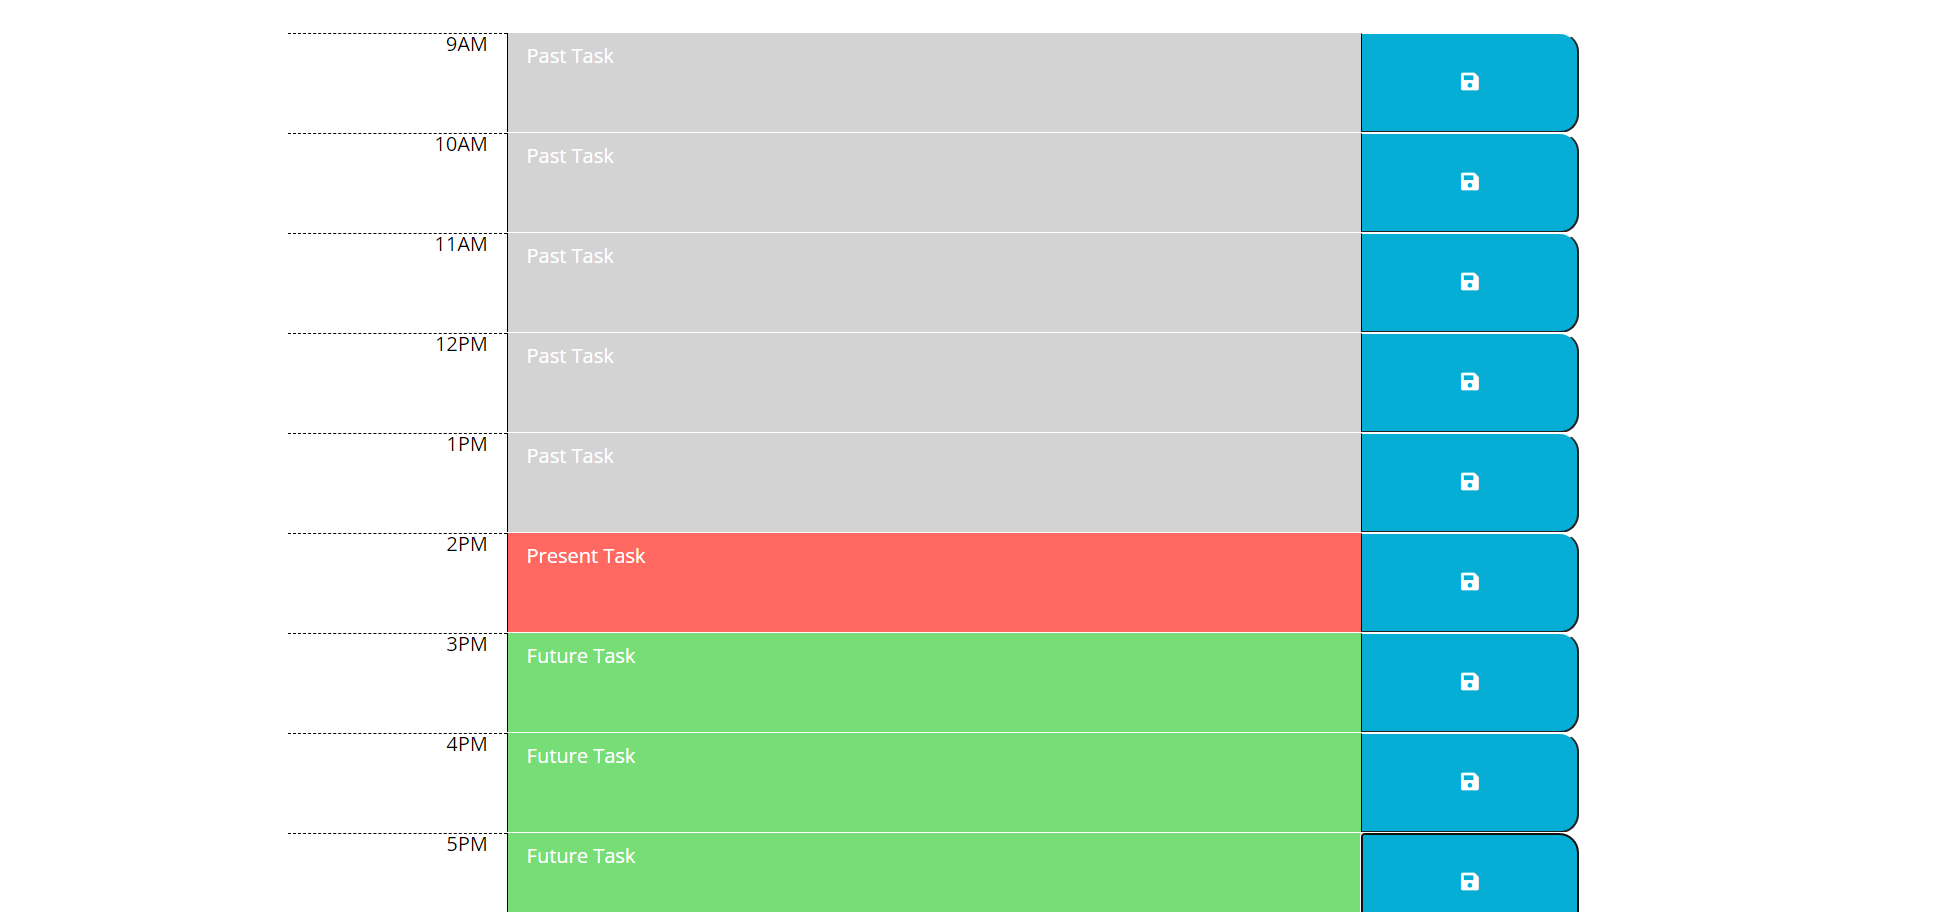 9AM
Past Task
10AM
Past Task
11AM
Past Task
12PM
Past Task
1PM
Past Task
2PM
Present Task
3PM
Future Task
4PM
Future Task
5PM
Future Task